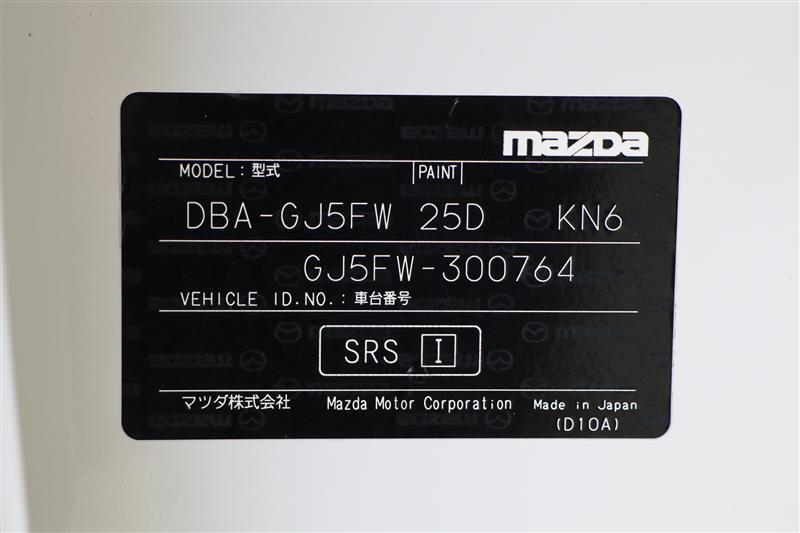 mazda
MODEL: 型式 PAINT
DBA-GJ5FW 25D KN6
GJ5FW-300764
VEHICLE ID.NO.: 車台番号
SRS I
マツダ株式会社 Mazda Motor Corporation Made in Japan
(D10A)